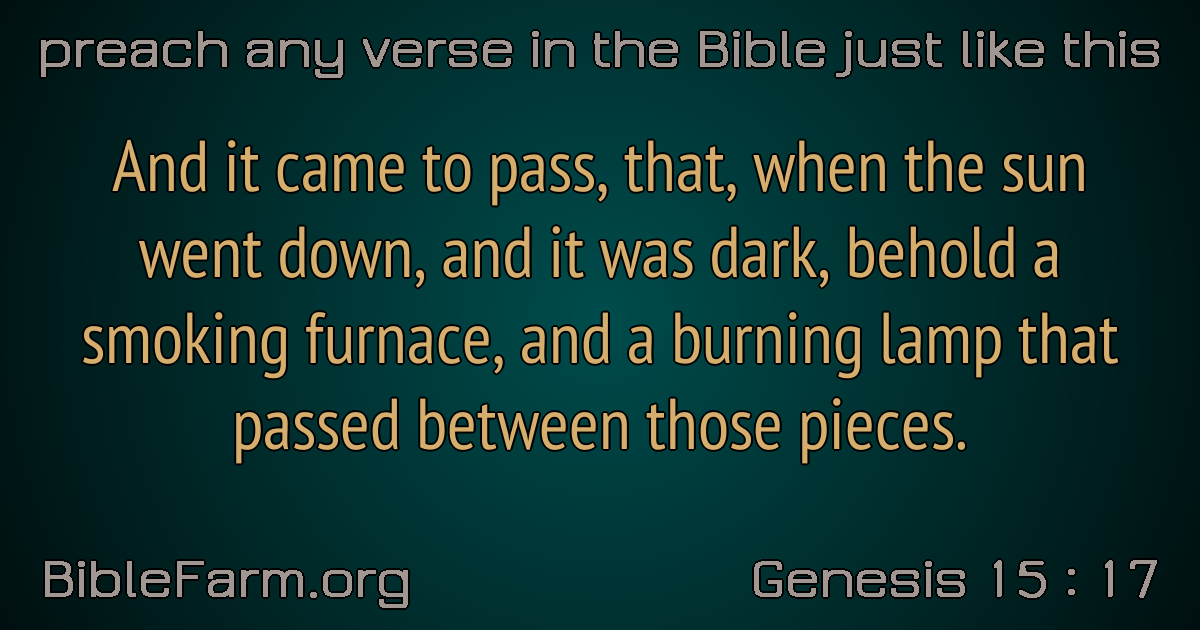 preach any verse in the Bible just like this
And it came to pass, that, when the sun
went down, and it was dark, behold a
smoking furnace, and a burning lamp that
passed between those pieces.
BibleFarm.org
Genesis 15 : 17